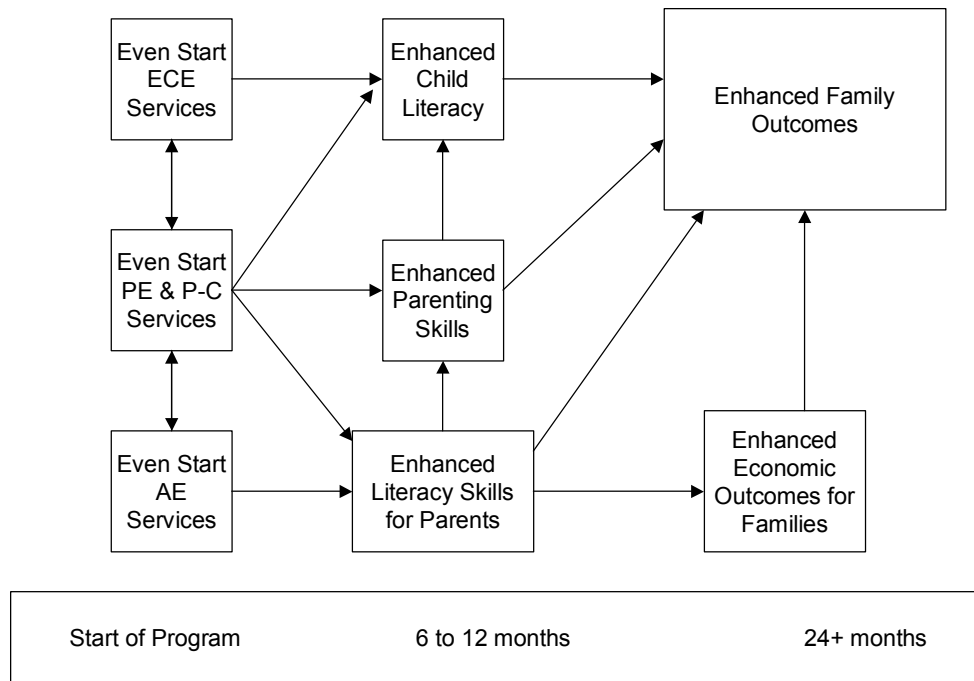 Even Start
ECE
Services
Enhanced
Child
Literacy
Enhanced Family
Outcomes
Even Start
PE & P-C
Services
Enhanced
Parenting
Skills
Even Start
AE
Services
Enhanced
Literacy Skills
for Parents
Enhanced
Economic
Outcomes for
Families
Start of Program
6 to 12 months
24+ months